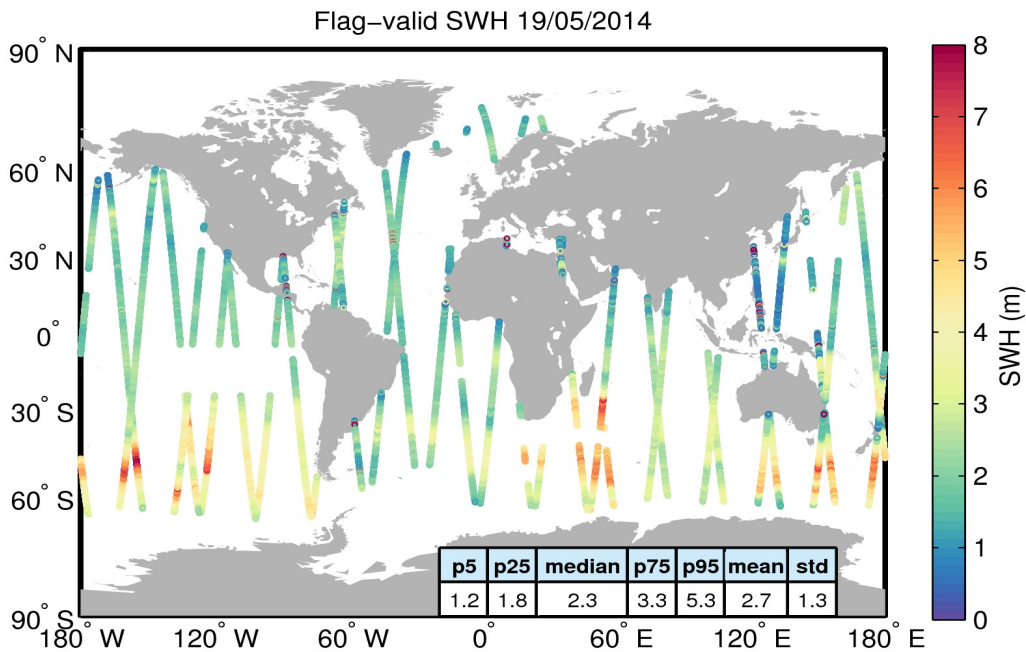 Flag−valid SWH 19/05/2014
90° N
60° N
30° N
0°
30° S
60° S
90° S
180° W
120° W
60° W
0°
60° E
120° E
180° E
p5 p25 median p75 p95 mean std
1.2 1.8 2.3 3.3 5.3 2.7 1.3
8
7
6
5
4
3
2
1
0
SWH (m)